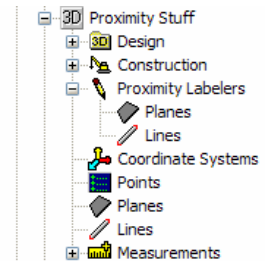 3D Proximity Stuff
3D Design
Construction
Proximity Labelers
Planes
Lines
Coordinate Systems
Points
Planes
Lines
Measurements